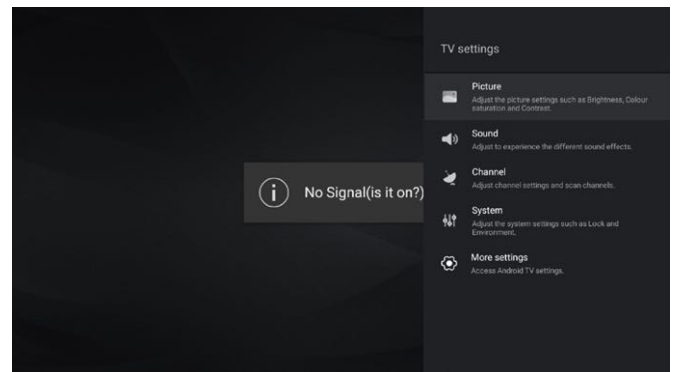 TV settings
Picture
Adjust the picture settings such as Brightness, Colour
saturation and Contrast.
Sound
Adjust to experience the different sound effects.
Channel
Adjust channel settings and scan channels.
No Signal(is it on?)
System
Adjust the system settings such as Lock and
Environment.
More settings
Access Android TV settings.